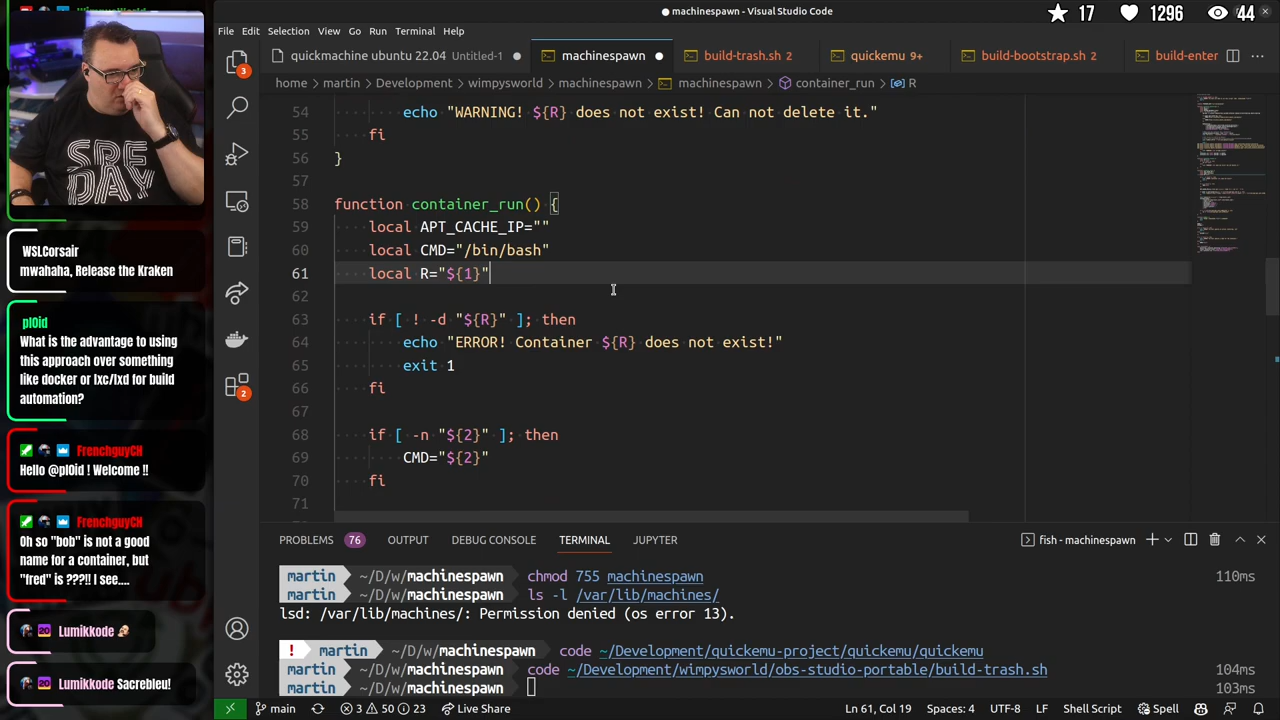 machinespawn - Visual Studio Code
17 1296 44
File Edit Selection View Go Run Terminal Help
quickmachine ubuntu 22.04 Untitled-1
machinespawn
build-trash.sh 2
quickemu 9+
build-bootstrap.sh 2
build-enter
home > martin > Development > wimpysworld > machinespawn > machinespawn > container_run > R
54 echo "WARNIN ${R} does not exist! Can not delete it."
55 fi
56 }
57
58 function container_run() {
59 local APT_CACHE_IP=""
60 local CMD="/bin/bash"
61 local R="${1}"
62
63 if [ ! -d "${R}" ]; then
64 echo "ERROR! Container ${R} does not exist!"
65 exit 1
66 fi
67
68 if [ -n "${2}" ]; then
69 CMD="${2}"
70 fi
71
3
2
SRE
DAY
WSLCorsair
mwahaha, Release the Kraken
pl0id
What is the advantage to using
this approach over something
like docker or lxc/lxd for build
automation?
FrenchguyCH
Hello @pl0id ! Welcome !!
FrenchguyCH
Oh so "bob" is not a good
name for a container, but
"fred" is ???!! I see....
20 Lumikkode
20 Lumikkode Sacrebleu!
PROBLEMS 76 OUTPUT DEBUG CONSOLE TERMINAL JUPYTER
fish - machinespawn
martin ~/D/w/machinespawn chmod 755 machinespawn 110ms
martin ~/D/w/machinespawn ls -l /var/lib/machines/
lsd: /var/lib/machines/: Permission denied (os error 13).
! martin ~/D/w/machinespawn code ~/Development/quickemu-project/quickemu/quickemu
martin ~/D/w/machinespawn code ~/Development/wimpysworld/obs-studio-portable/build-trash.sh 104ms
martin ~/D/w/machinespawn 103ms
main 3 50 23 Live Share Ln 61, Col 19 Spaces: 4 UTF-8 LF Shell Script Spell